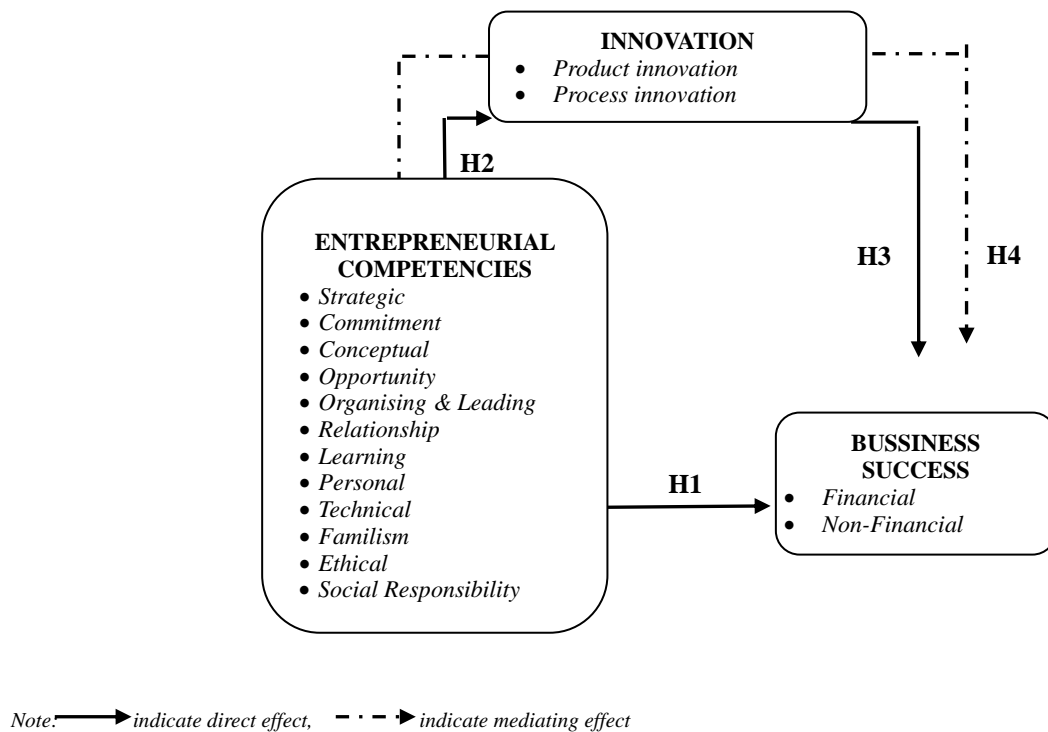 INNOVATION
• Product innovation
• Process innovation
H2
ENTREPRENEURIAL
COMPETENCIES
• Strategic
• Commitment
• Conceptual
• Opportunity
• Organising & Leading
• Relationship
• Learning
• Personal
• Technical
• Familism
• Ethical
• Social Responsibility
H3
H4
H1
BUSSINESS
SUCCESS
• Financial
• Non-Financial
Note: indicate direct effect, indicate mediating effect